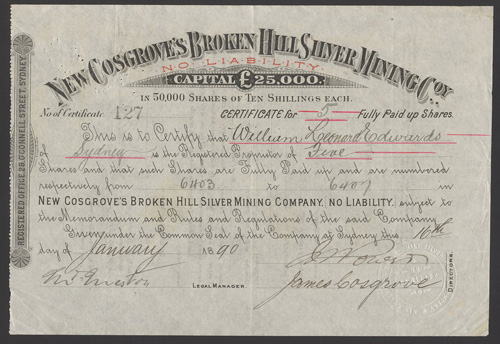 NEW COSGROVE'S BROKEN HILL SILVER MINING COY
NO LIABILITY.
CAPITAL £25,000.
IN 50,000 SHARES OF TEN SHILLINGS EACH.
No of Certificate 127 CERTIFICATE for 5 Fully Paid up Shares.
This is to Certify that William Leonard Edwards
of Sydney is the Registered Proprietor of Five
Shares and that such Shares are Fully Paid up and are numbered
respectively from 6403 to 6407 in
NEW COSGROVE'S BROKEN HILL SILVER MINING COMPANY, NO LIABILITY, subject to
the Memorandum and Rules and Regulations of the said Company
Given under the Common Seal of the Company at Sydney this 16th
day of January 1890
LEGAL MANAGER
James Cosgrove
DIRECTORS.
REGISTERED OFFICE 29, O'CONNELL STREET, SYDNEY.